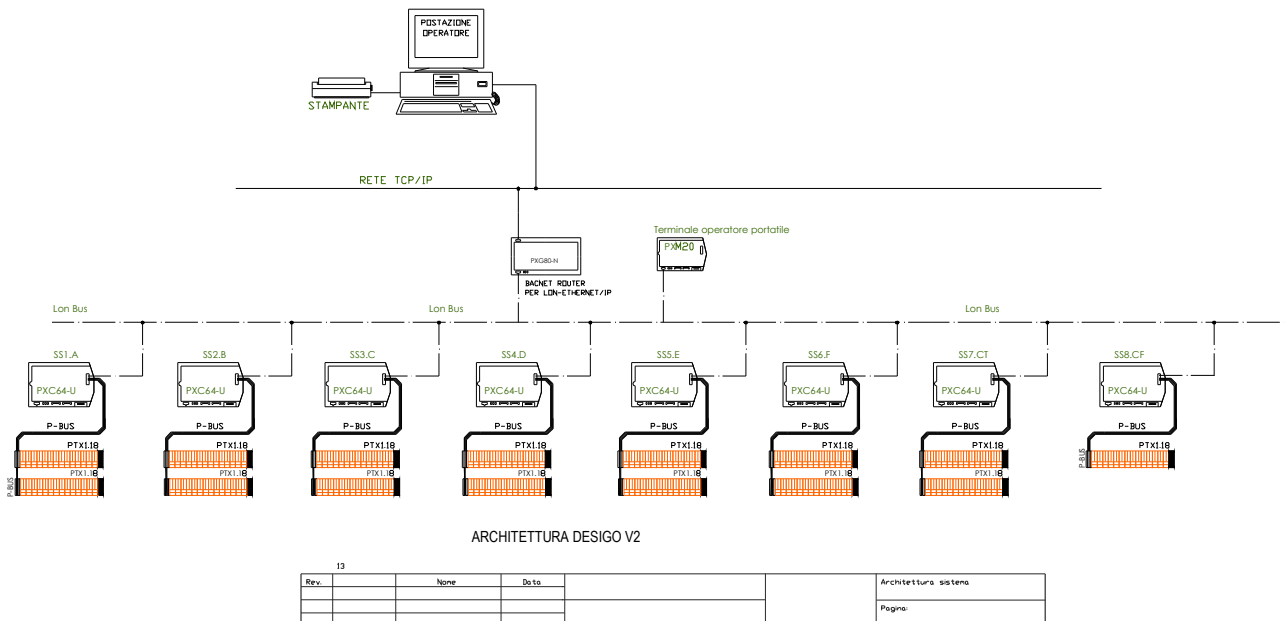 POSTAZIONE
OPERATORE
STAMPANTE
RETE TCP/IP
Terminale operatore portatile
PXM20
PXG80-N
BACNET ROUTER
PER LON-ETHERNET/IP
Lon Bus Lon Bus Lon Bus
SS1.A SS2.B SS3.C SS4.D SS5.E SS6.F SS7.CT SS8.CF
PXC64-U PXC64-U PXC64-U PXC64-U PXC64-U PXC64-U PXC64-U PXC64-U
P-BUS P-BUS P-BUS P-BUS P-BUS P-BUS P-BUS P-BUS
PTX1.18 PTX1.18 PTX1.18 PTX1.18 PTX1.18 PTX1.18 PTX1.18 PTX1.18
PTX1.18 PTX1.18 PTX1.18 PTX1.18 PTX1.18 PTX1.18 PTX1.18
P-BUS P-BUS
ARCHITETTURA DESIGO V2
13
Rev. Nome Data Architettura sistema
Pagina: